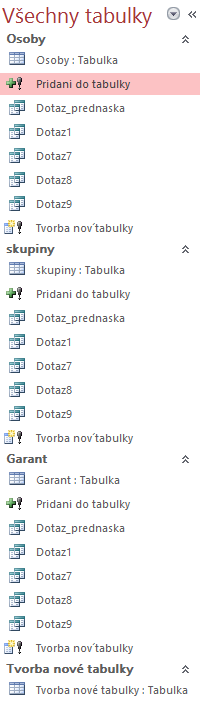 Všechny tabulky
Osoby
Osoby : Tabulka
Pridani do tabulky
Dotaz_prednaska
Dotaz1
Dotaz7
Dotaz8
Dotaz9
Tvorba nov´tabulky
skupiny
skupiny : Tabulka
Pridani do tabulky
Dotaz_prednaska
Dotaz1
Dotaz7
Dotaz8
Dotaz9
Tvorba nov´tabulky
Garant
Garant : Tabulka
Pridani do tabulky
Dotaz_prednaska
Dotaz1
Dotaz7
Dotaz8
Dotaz9
Tvorba nov´tabulky
Tvorba nové tabulky
Tvorba nové tabulky : Tabulka